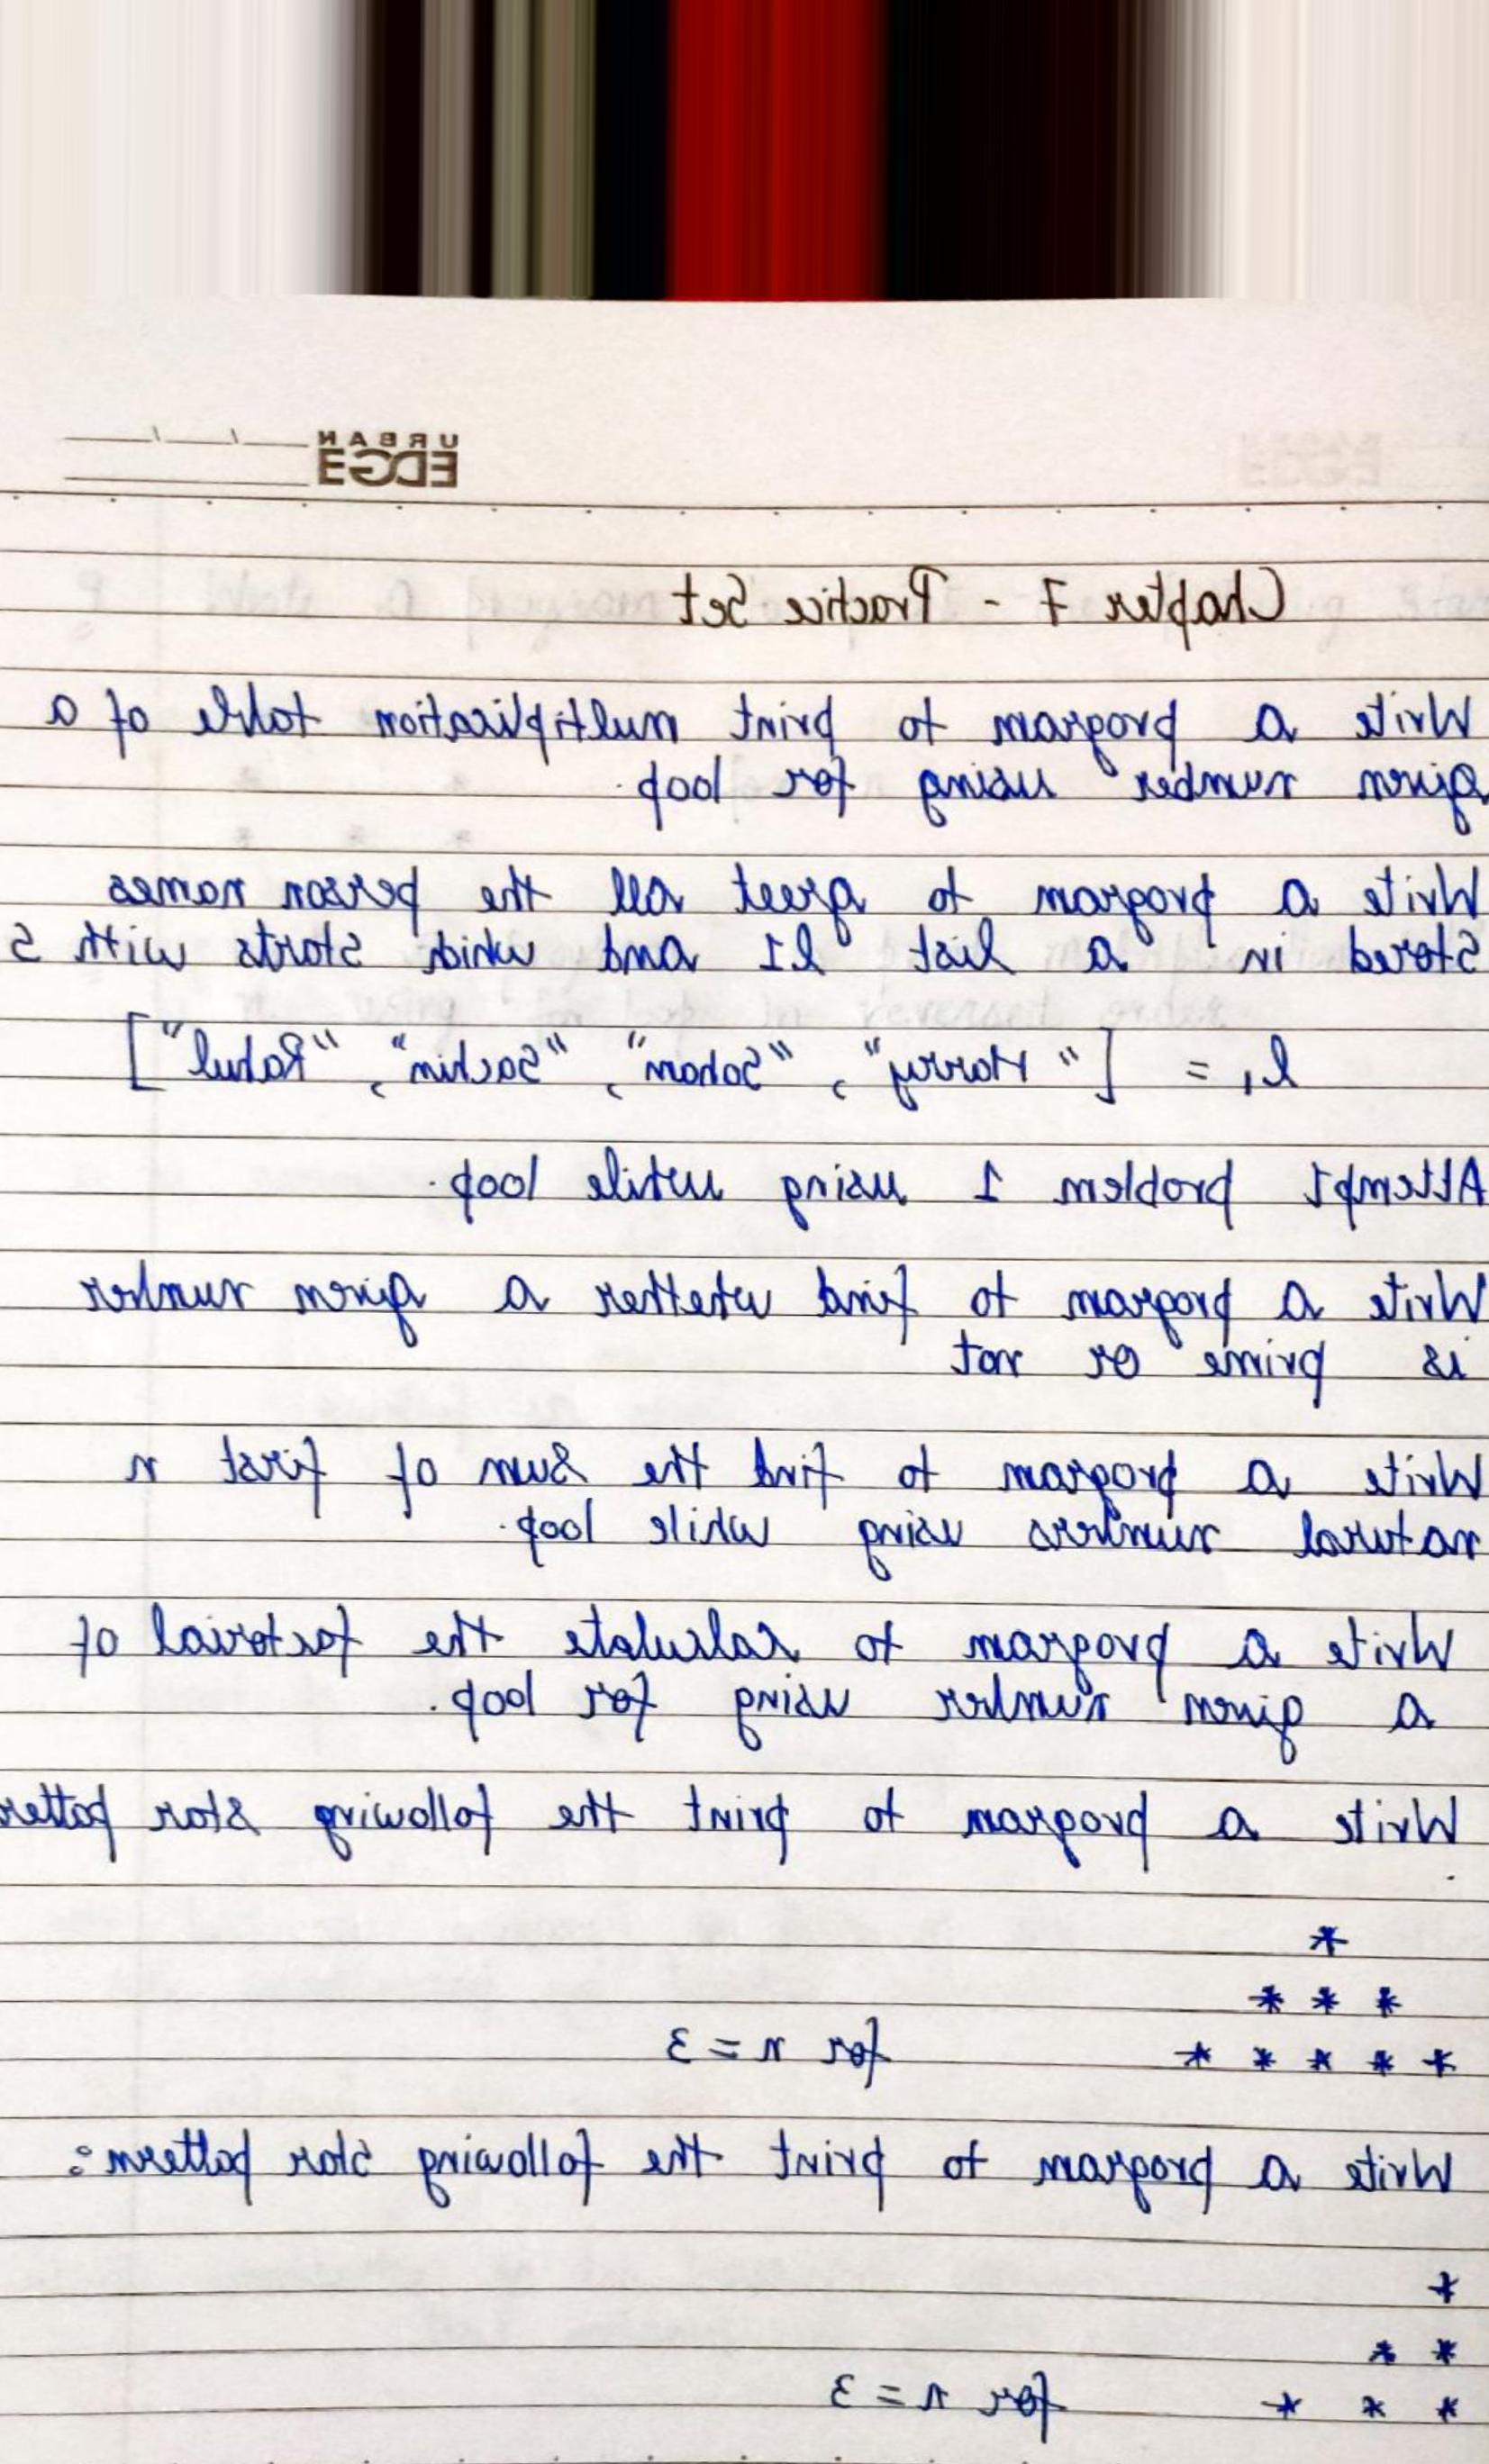 URBAN
EDGE
Chapter 7 - Practice Set
Write a program to print multiplication table of a
given number using for loop.
Write a program to greet all the person names
stored in a list l1 and which starts with S
l1 = ["Harry", "Soham", "Sachin", "Rahul"]
Attempt problem 1 using while loop.
Write a program to find whether a given number
is prime or not
Write a program to find the sum of first n
natural numbers using while loop.
Write a program to calculate the factorial of
a given number using for loop.
Write a program to print the following star patter
*
* * *
* * * * * for n = 3
Write a program to print the following star pattern:
*
* *
* * * for n = 3